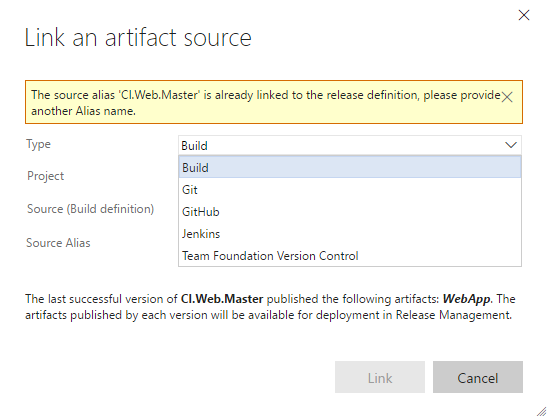 Link an artifact source
The source alias 'CI.Web.Master' is already linked to the release definition, please provide
another Alias name.
Type
Build
Build
Project
Git
Source (Build definition)
GitHub
Jenkins
Source Alias
Team Foundation Version Control
The last successful version of CI.Web.Master published the following artifacts: WebApp. The
artifacts published by each version will be available for deployment in Release Management.
Link
Cancel